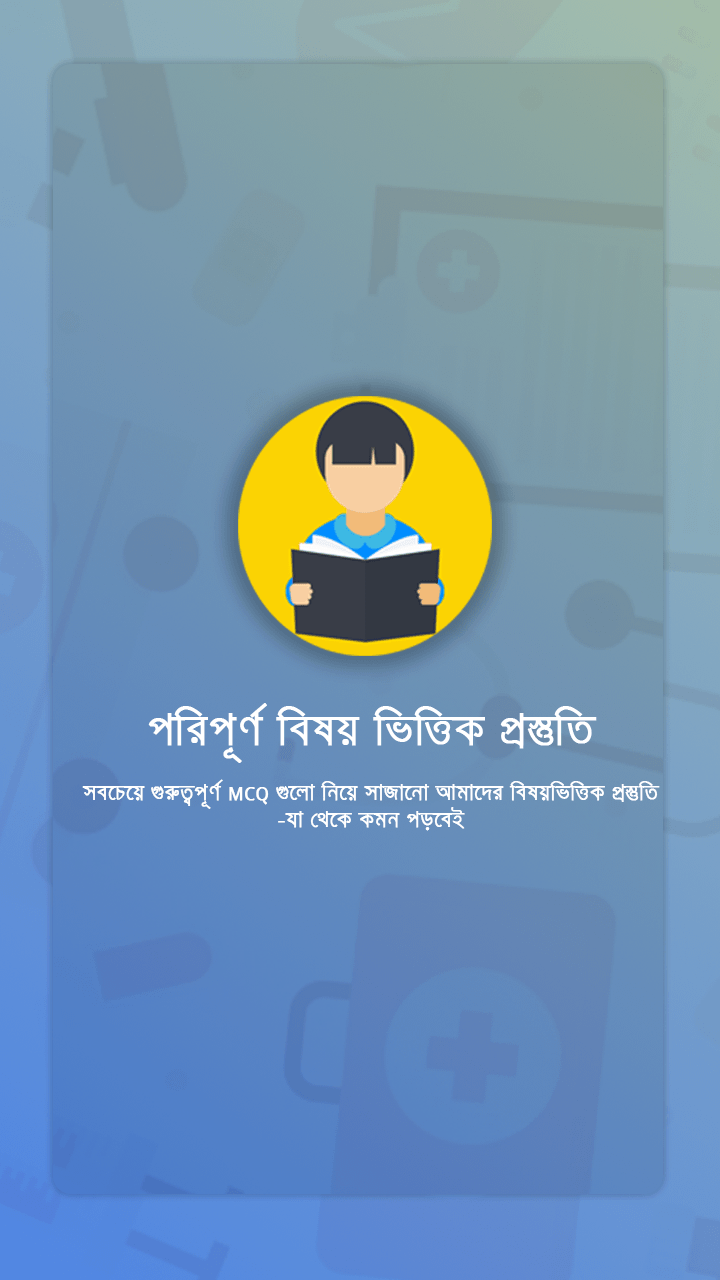 পরিপূর্ণ বিষয় ভিত্তিক প্রস্তুতি
সবচেয়ে গুরুত্বপূর্ণ MCQ গুলো নিয়ে সাজানো আমাদের বিষয়ভিত্তিক প্রস্তুতি
-যা থেকে কমন পড়বেই